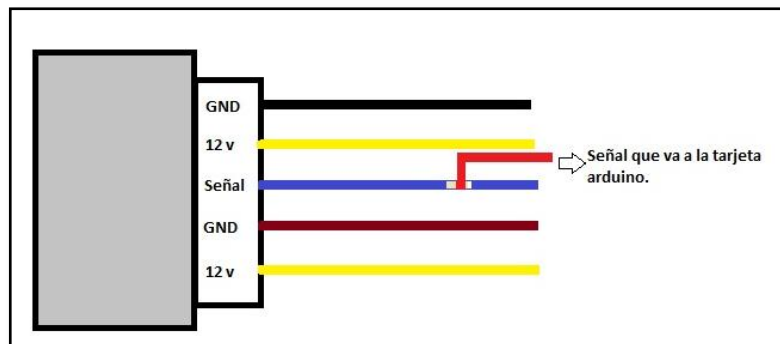 GND
12 v
Señal
GND
12 v
Señal que va a la tarjeta
arduino.